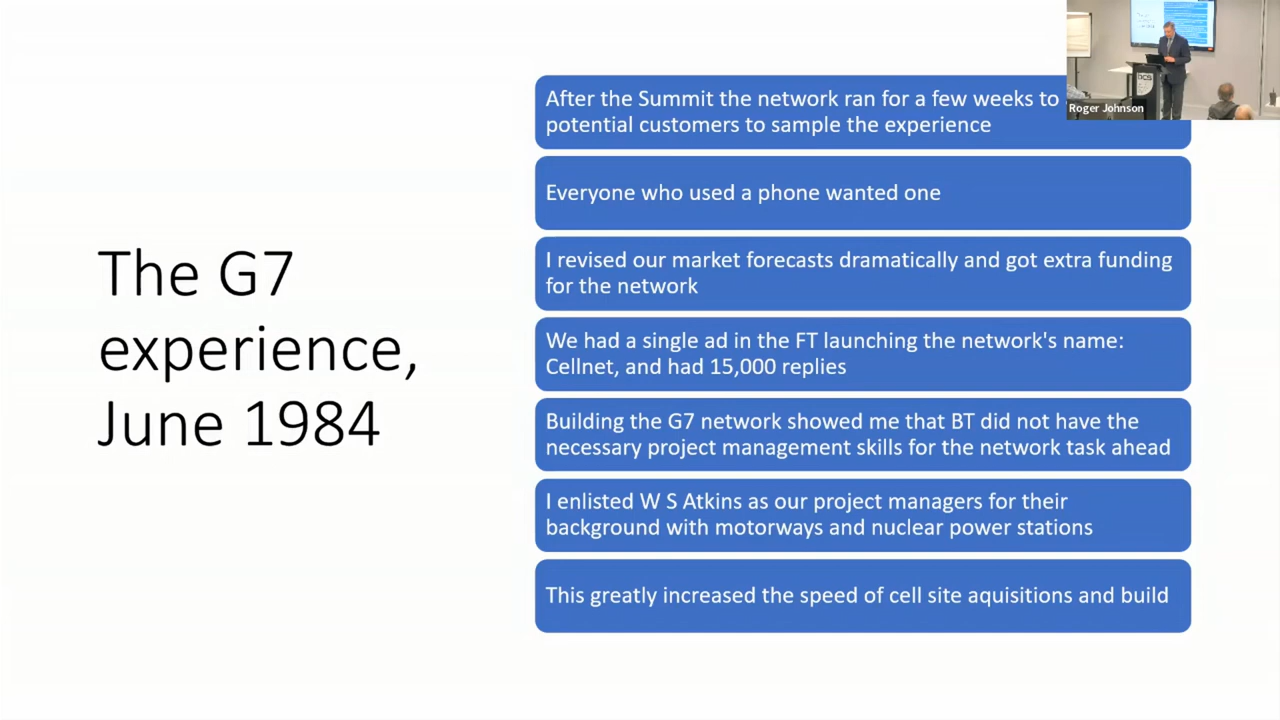 The G7
experience,
June 1984
After the Summit the network ran for a few weeks to
potential customers to sample the experience
Everyone who used a phone wanted one
I revised our market forecasts dramatically and got extra funding
for the network
We had a single ad in the FT launching the network's name:
Cellnet, and had 15,000 replies
Building the G7 network showed me that BT did not have the
necessary project management skills for the network task ahead
I enlisted W S Atkins as our project managers for their
background with motorways and nuclear power stations
This greatly increased the speed of cell site aquisitions and build
BCS
Roger Johnson